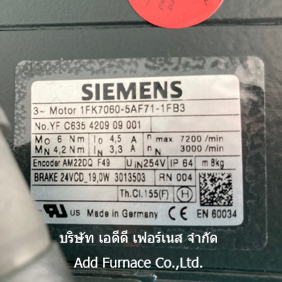 SIEMENS
3~ Motor 1FK7060-5AF71-1FB3
No. YF C635 4209 09 001
M0 6 Nm I0 4,5 A n max 7200 /min
MN 4,2 Nm IN 3,3 A nN 3000 /min
Encoder AM22DQ F49 UIN 254V IP 64 m 8kg
BRAKE 24VCD 19,0W 3013503 RN 004
Th.Cl.155(F)
US Made in Germany CE EN 60034
บริษัท เอดีดี เฟอร์เนส จำกัด
Add Furnace Co.,Ltd.